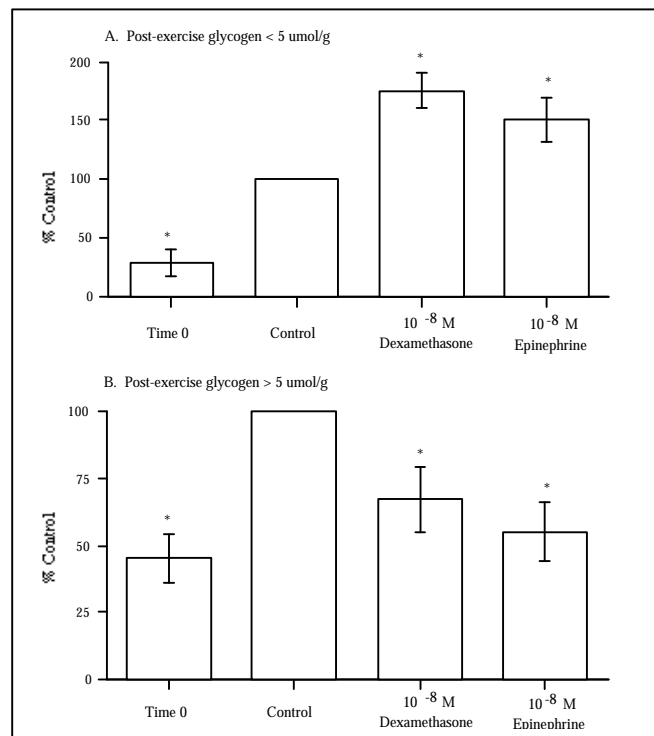 A. Post-exercise glycogen < 5 umol/g
200
150
100
50
0
% Control
*
*
*
Time 0
Control
10 -8 M
Dexamethasone
10 -8 M
Epinephrine
B. Post-exercise glycogen > 5 umol/g
100
75
50
25
0
% Control
*
*
*
Time 0
Control
10 -8 M
Dexamethasone
10 -8 M
Epinephrine